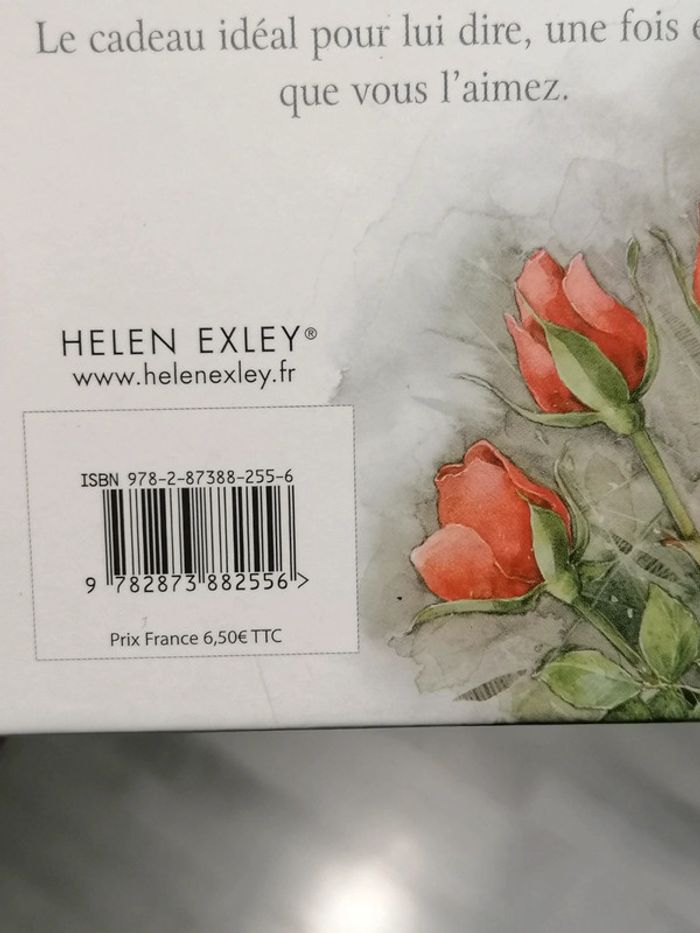 Le cadeau idéal pour lui dire, une fois
que vous l'aimez.
HELEN EXLEY®
www.helenexley.fr
ISBN 978-2-87388-255-6
9 782873 882556 >
Prix France 6,50€ TTC